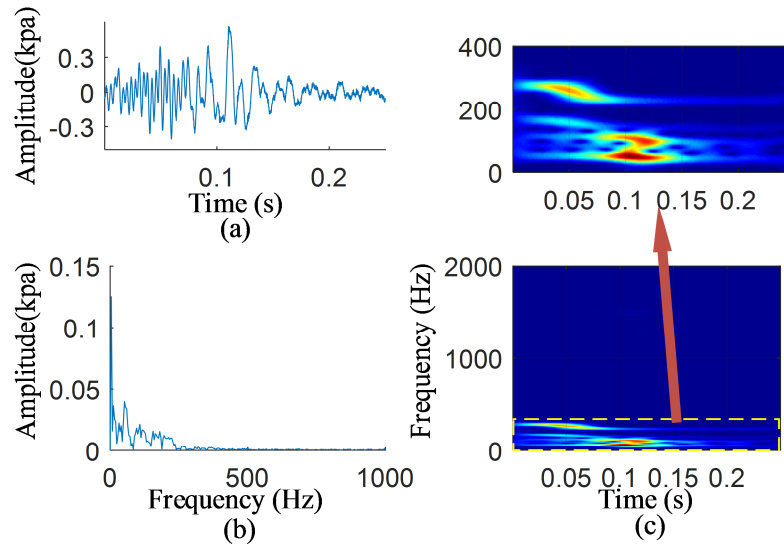 Amplitude(kpa)
0.3
0
-0.3
0.1
0.2
Time (s)
(a)
400
200
0
0.05 0.1 0.15 0.2
Amplitude(kpa)
0.15
0.1
0.05
0
0
500
1000
Frequency (Hz)
(b)
Frequency (Hz)
2000
1000
0
0.05 0.1 0.15 0.2
Time (s)
(c)